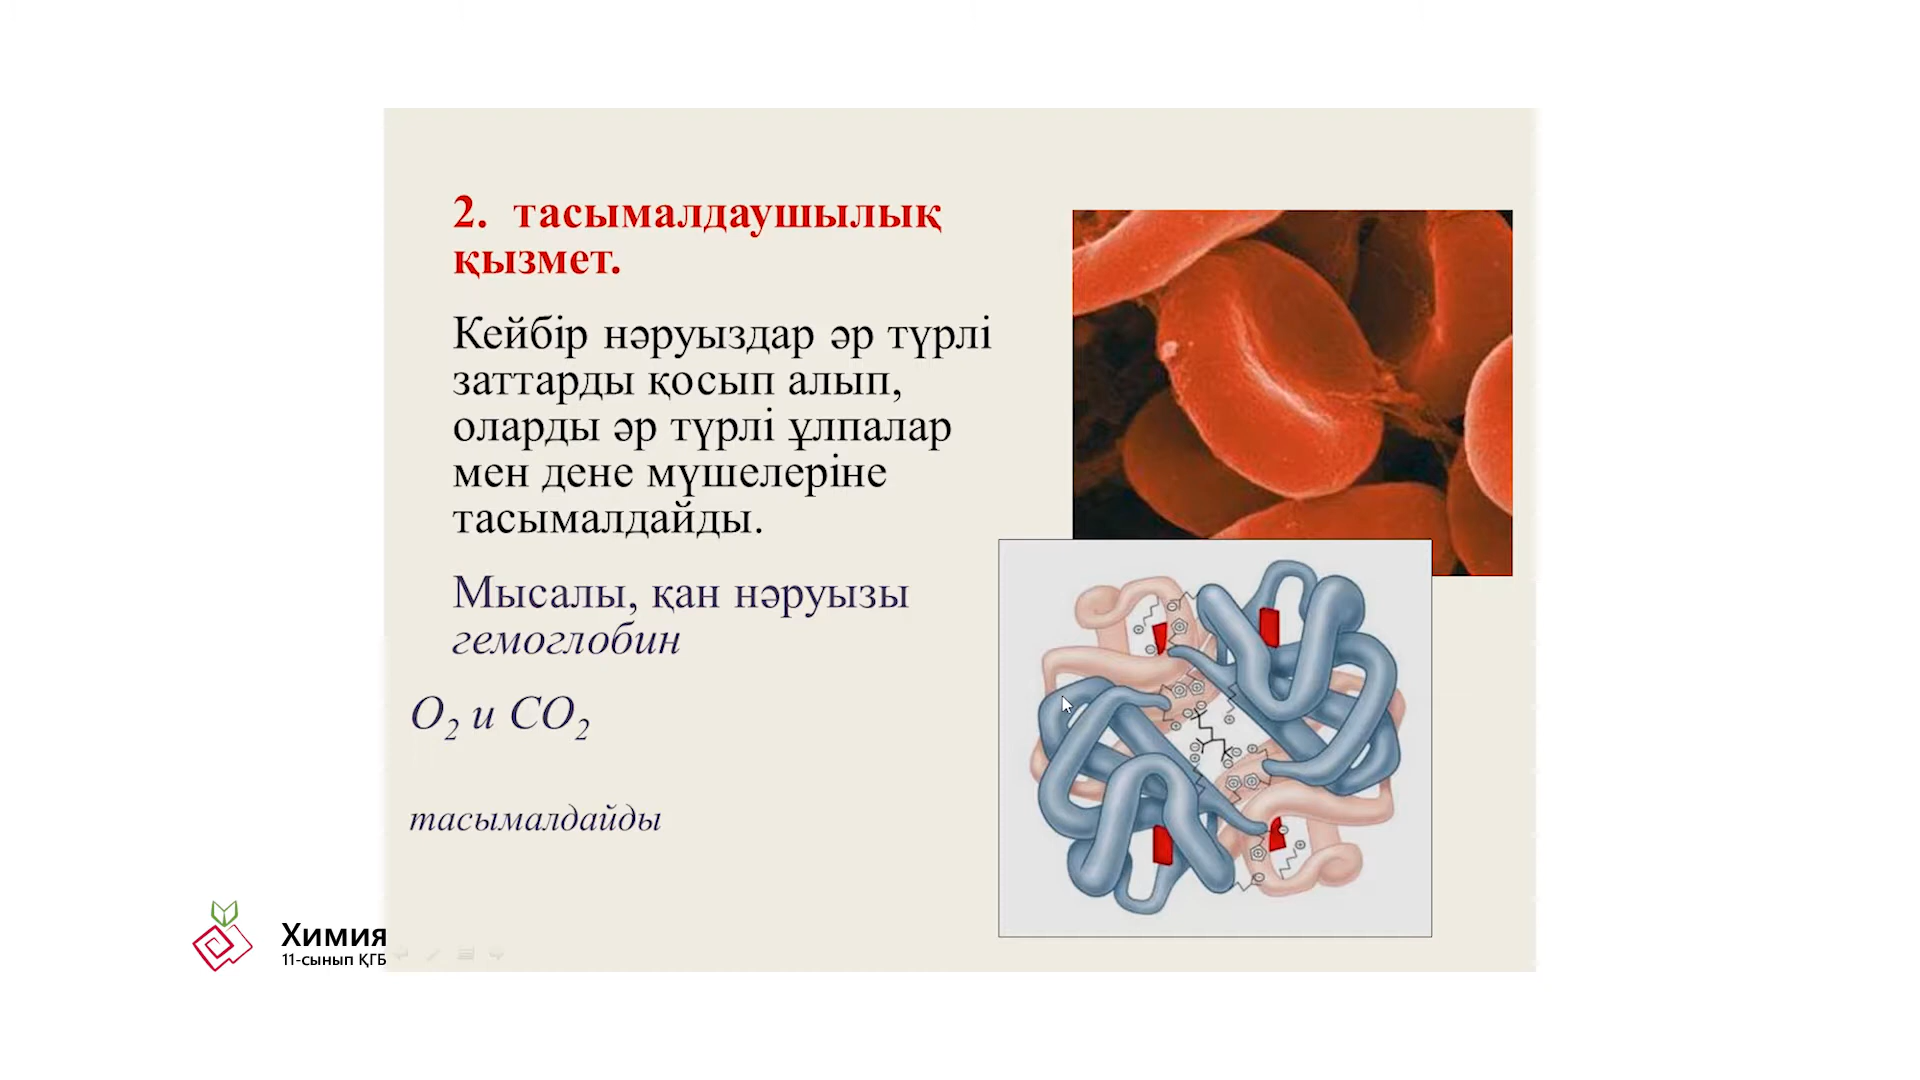 2. тасымалдаушылық
қызмет.
Кейбір нәруыздар әр түрлі
заттарды қосып алып,
оларды әр түрлі ұлпалар
мен дене мүшелеріне
тасымалдайды.
Мысалы, қан нәруызы
гемоглобин
O₂ и CO₂
тасымалдайды
Химия
11-сынып ҚГБ